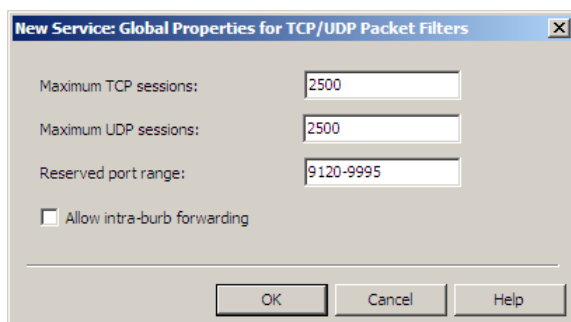 New Service: Global Properties for TCP/UDP Packet Filters
Maximum TCP sessions: 2500
Maximum UDP sessions: 2500
Reserved port range: 9120-9995
Allow intra-burb forwarding
OK Cancel Help